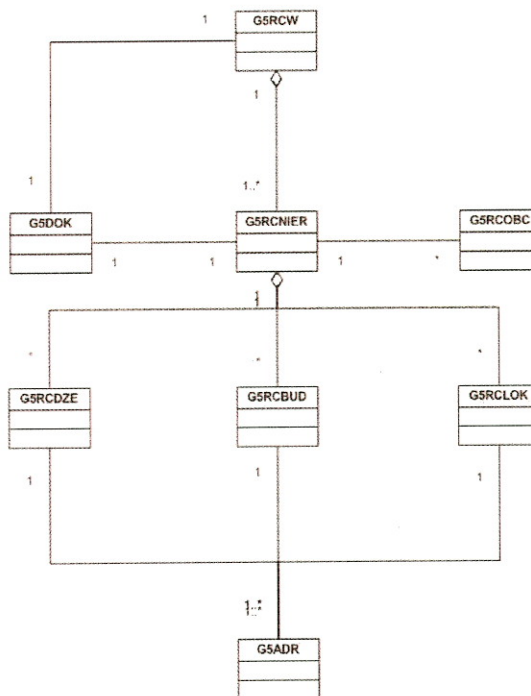 1 G5RCW
1
1
1..*
G5DOK G5RCNIER G5RCOBC
1 1 1 *
1
* ..* *
G5RCDZE G5RCBUD G5RCLOK
1 1 1
1..*
G5ADR